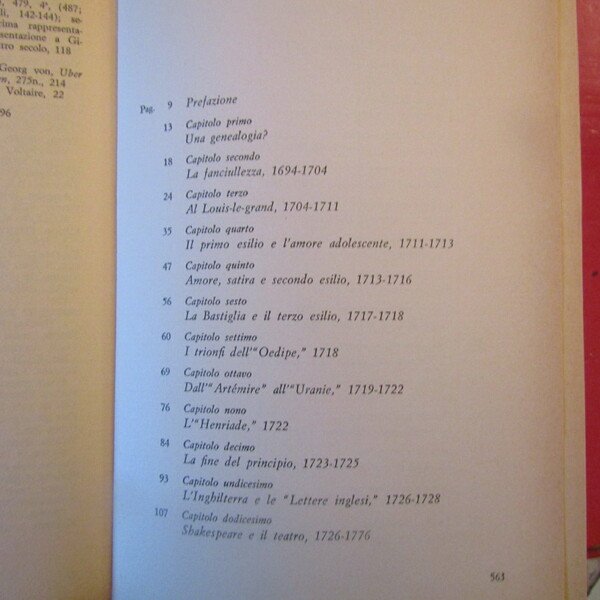 , 479, 4°, (487;
li, 142-144); so-
rima rappresenta-
sentazione a Gi-
tro secolo, 118
Georg von, Uber
n, 275n., 214
Voltaire, 22
96
Pag. 9 Prefazione
13 Capitolo primo
Una genealogia?
18 Capitolo secondo
La fanciullezza, 1694-1704
24 Capitolo terzo
Al Louis-le-grand, 1704-1711
35 Capitolo quarto
Il primo esilio e l'amore adolescente, 1711-1713
47 Capitolo quinto
Amore, satira e secondo esilio, 1713-1716
56 Capitolo sesto
La Bastiglia e il terzo esilio, 1717-1718
60 Capitolo settimo
I trionfi dell'"Oedipe," 1718
69 Capitolo ottavo
Dall'"Artémire" all'"Uranie," 1719-1722
76 Capitolo nono
L'"Henriade," 1722
84 Capitolo decimo
La fine del principio, 1723-1725
93 Capitolo undicesimo
L'Inghilterra e le "Lettere inglesi," 1726-1728
107 Capitolo dodicesimo
Shakespeare e il teatro, 1726-1776
563